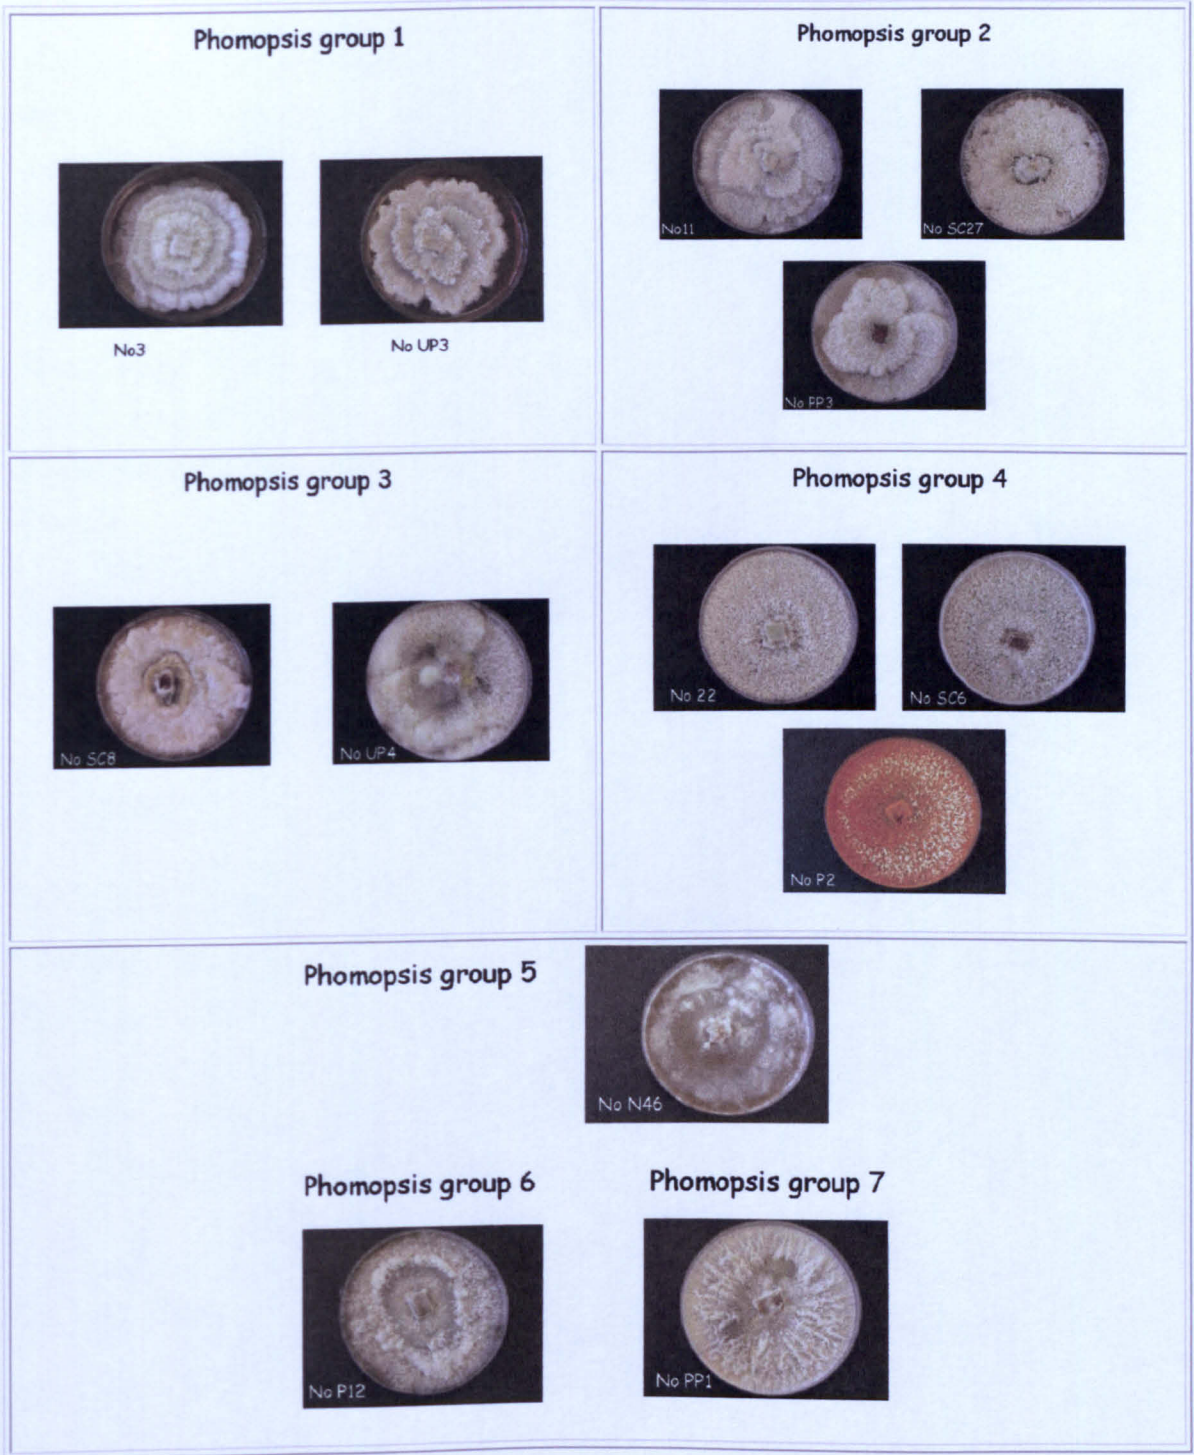 Phomopsis group 1
No3
No UP3
Phomopsis group 2
No11
No SC27
No PP3
Phomopsis group 3
No SC8
No UP4
Phomopsis group 4
No 22
No SC6
No P2
Phomopsis group 5
No N46
Phomopsis group 6
No P12
Phomopsis group 7
No PP1